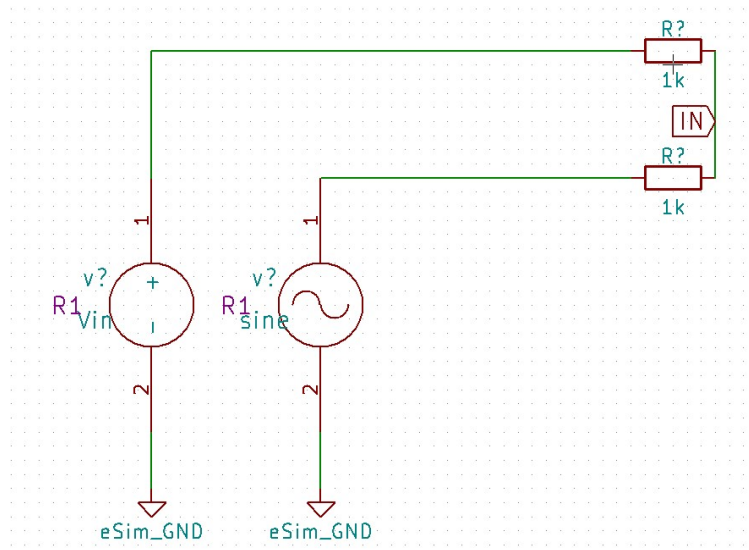 R?
1k
IN
R?
1k
1
1
v?
+
R1
Vin
-
v?
R1
sine
2
2
eSim_GND
eSim_GND